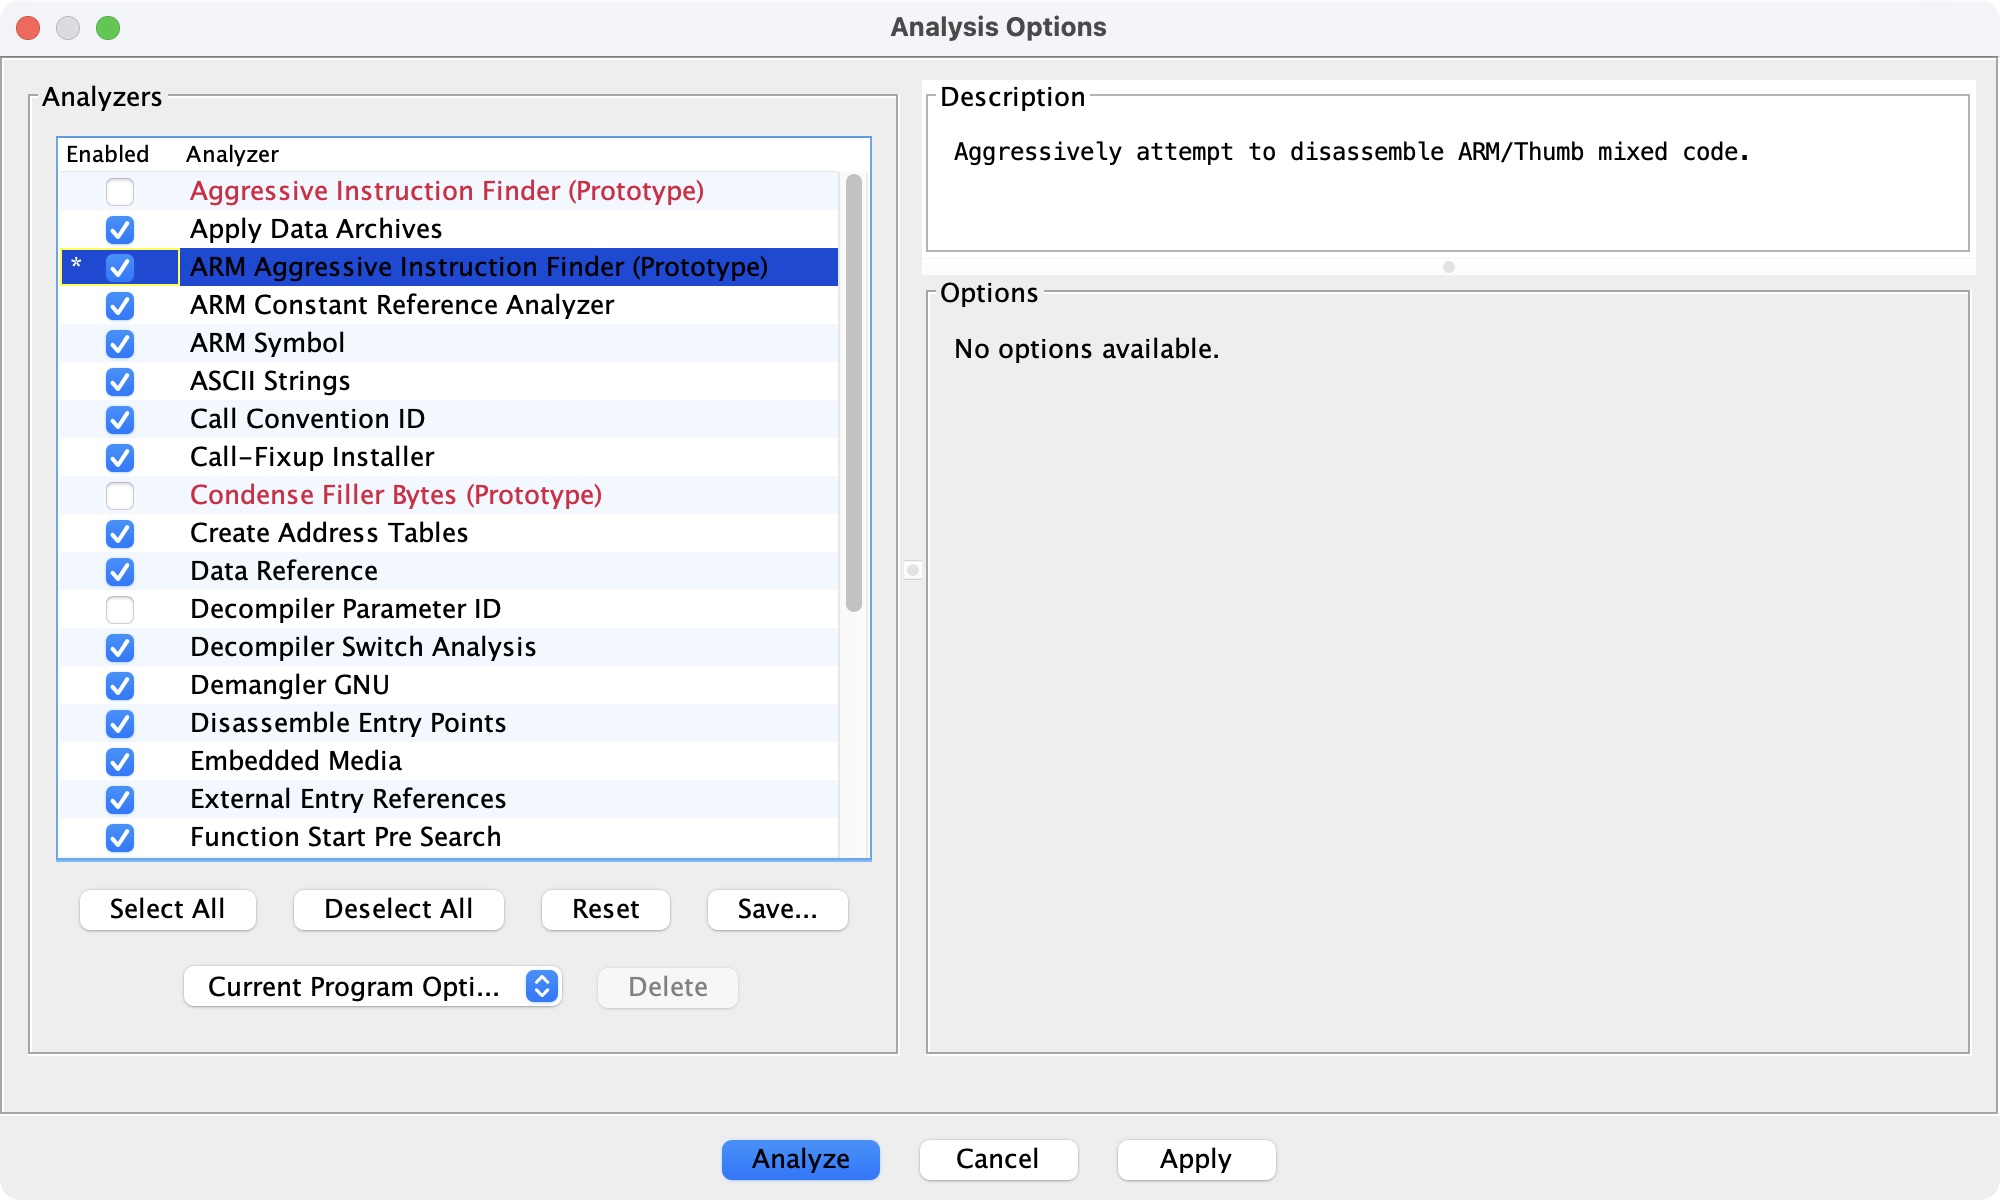 Analysis Options
Analyzers
Enabled Analyzer
Aggressive Instruction Finder (Prototype)
Apply Data Archives
* ARM Aggressive Instruction Finder (Prototype)
ARM Constant Reference Analyzer
ARM Symbol
ASCII Strings
Call Convention ID
Call-Fixup Installer
Condense Filler Bytes (Prototype)
Create Address Tables
Data Reference
Decompiler Parameter ID
Decompiler Switch Analysis
Demangler GNU
Disassemble Entry Points
Embedded Media
External Entry References
Function Start Pre Search
Select All Deselect All Reset Save...
Current Program Opti... Delete
Description
Aggressively attempt to disassemble ARM/Thumb mixed code.
Options
No options available.
Analyze Cancel Apply